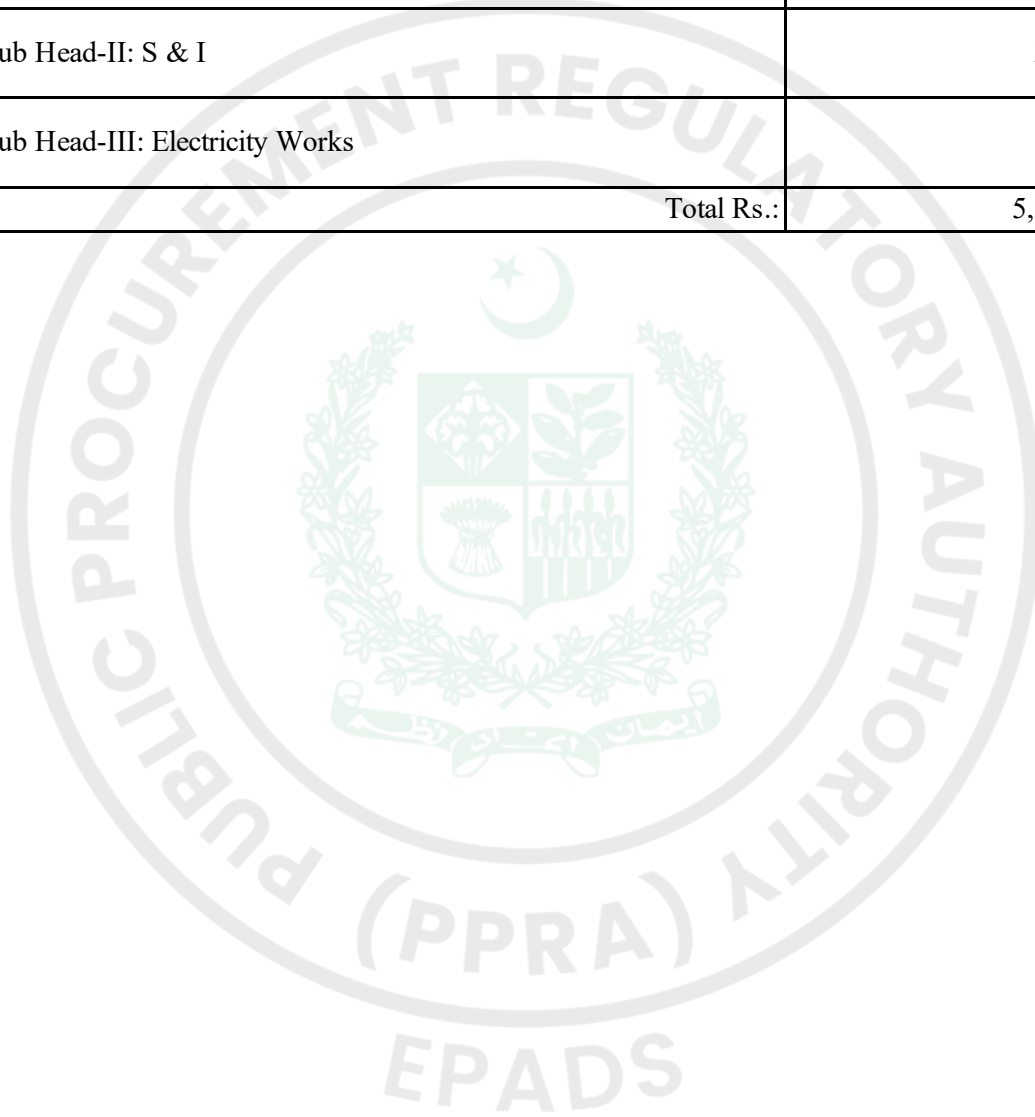 ub Head-II: S & I
ub Head-III: Electricity Works
Total Rs.: 5,
PUBLIC PROCUREMENT REGULATORY AUTHORITY
(PPRA)
EPADS